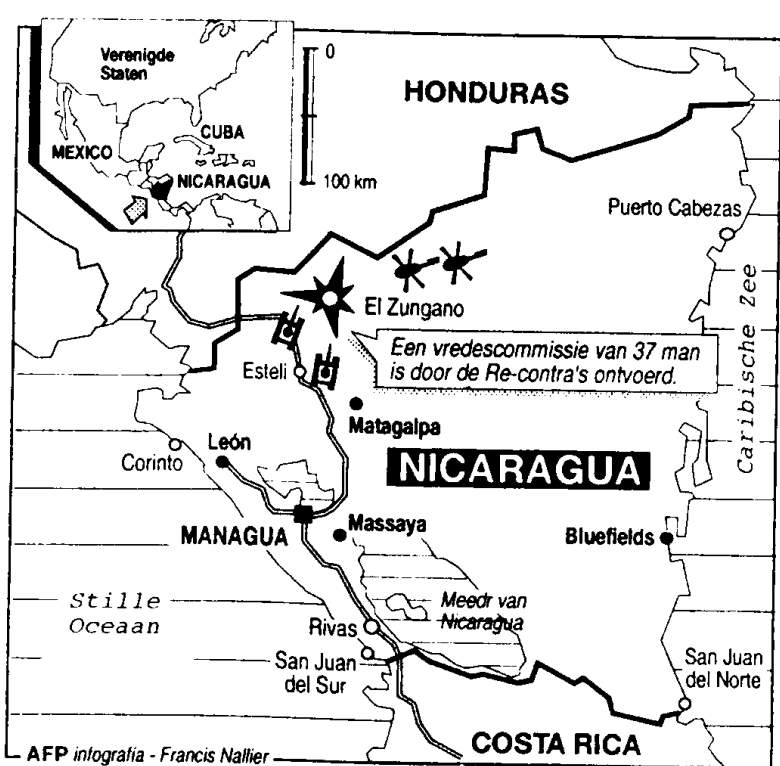 Verenigde
Staten
CUBA
MEXICO
NICARAGUA
0
100 km
HONDURAS
Puerto Cabezas
El Zungano
Een vredescommissie van 37 man
is door de Re-contra's ontvoerd.
Esteli
Matagalpa
Caribische Zee
León
Corinto
NICARAGUA
MANAGUA
Massaya
Bluefields
Stille
Oceaan
Meedr van
Nicaragua
Rivas
San Juan
del Sur
San Juan
del Norte
COSTA RICA
AFP infografia - Francis Nallier